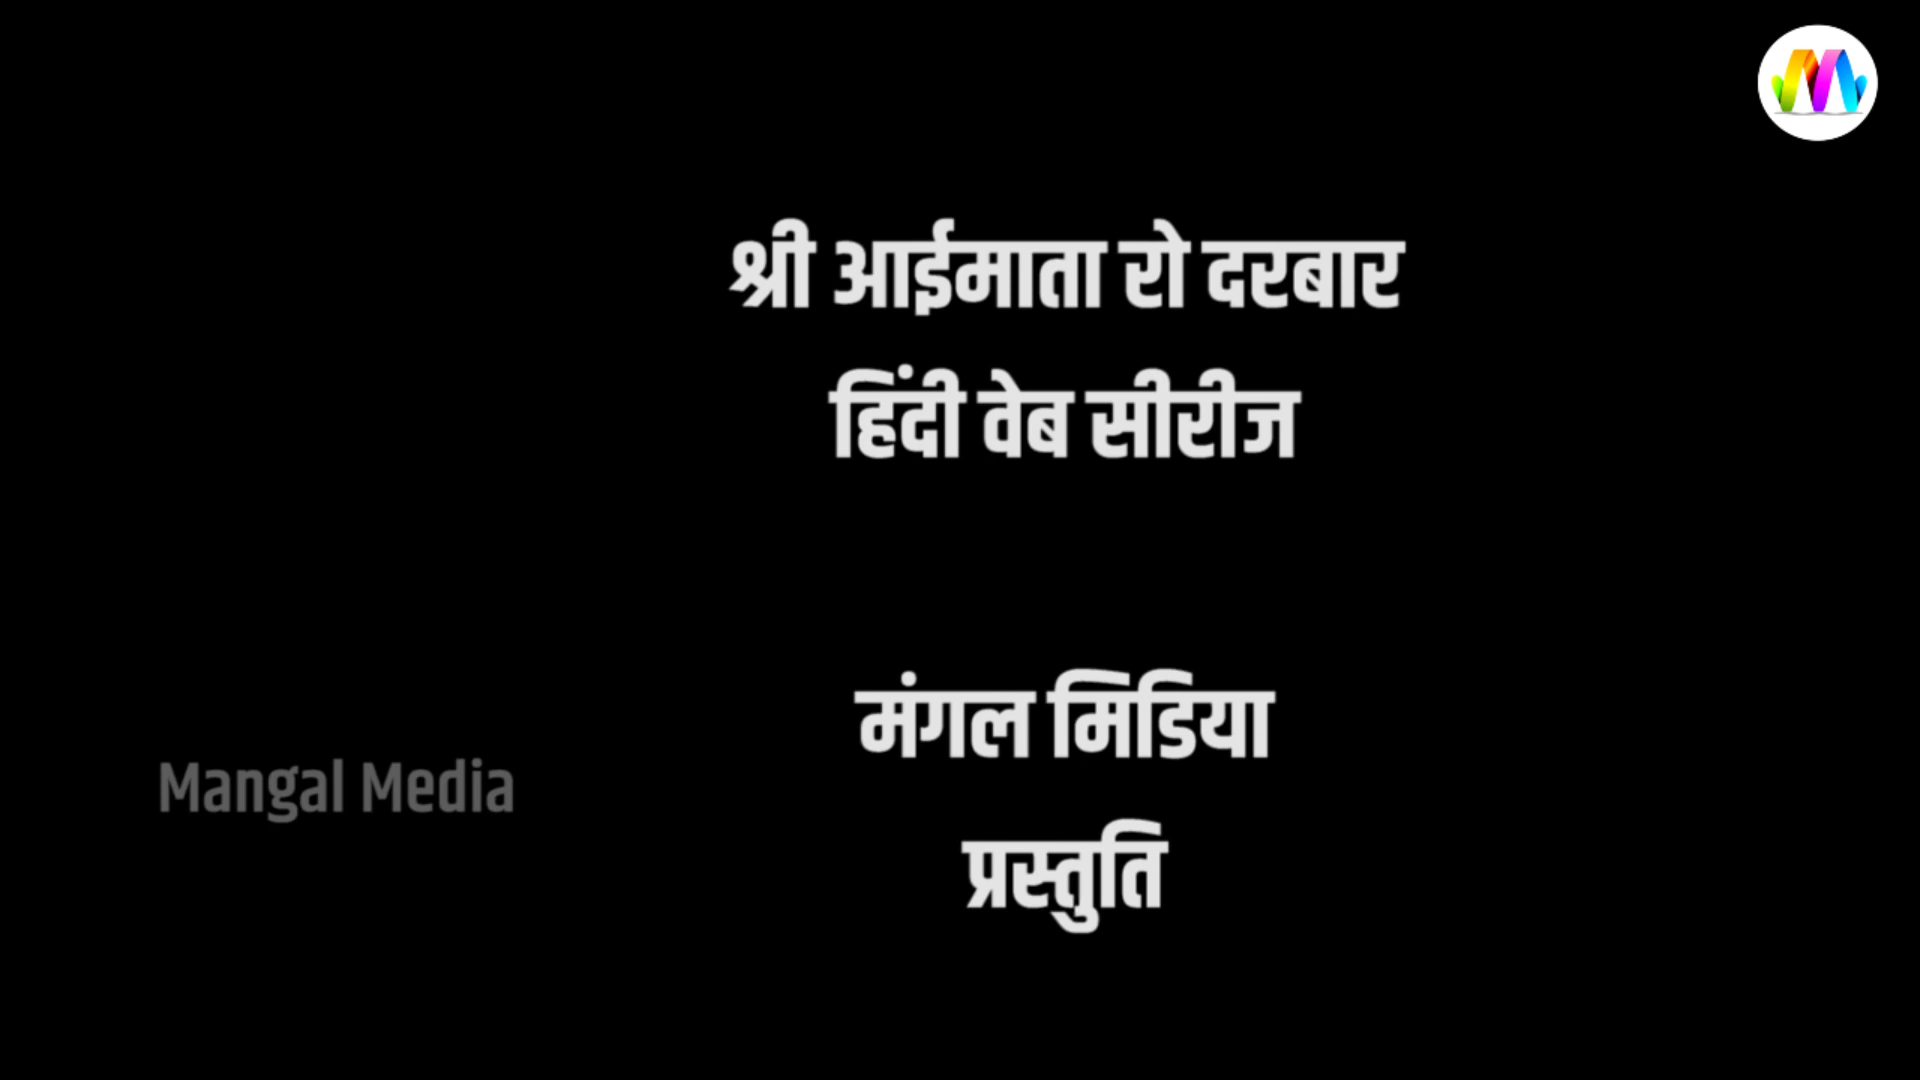 श्री आईमाता रो दरबार
हिंदी वेब सीरीज
मंगल मिडिया
Mangal Media
प्रस्तुति